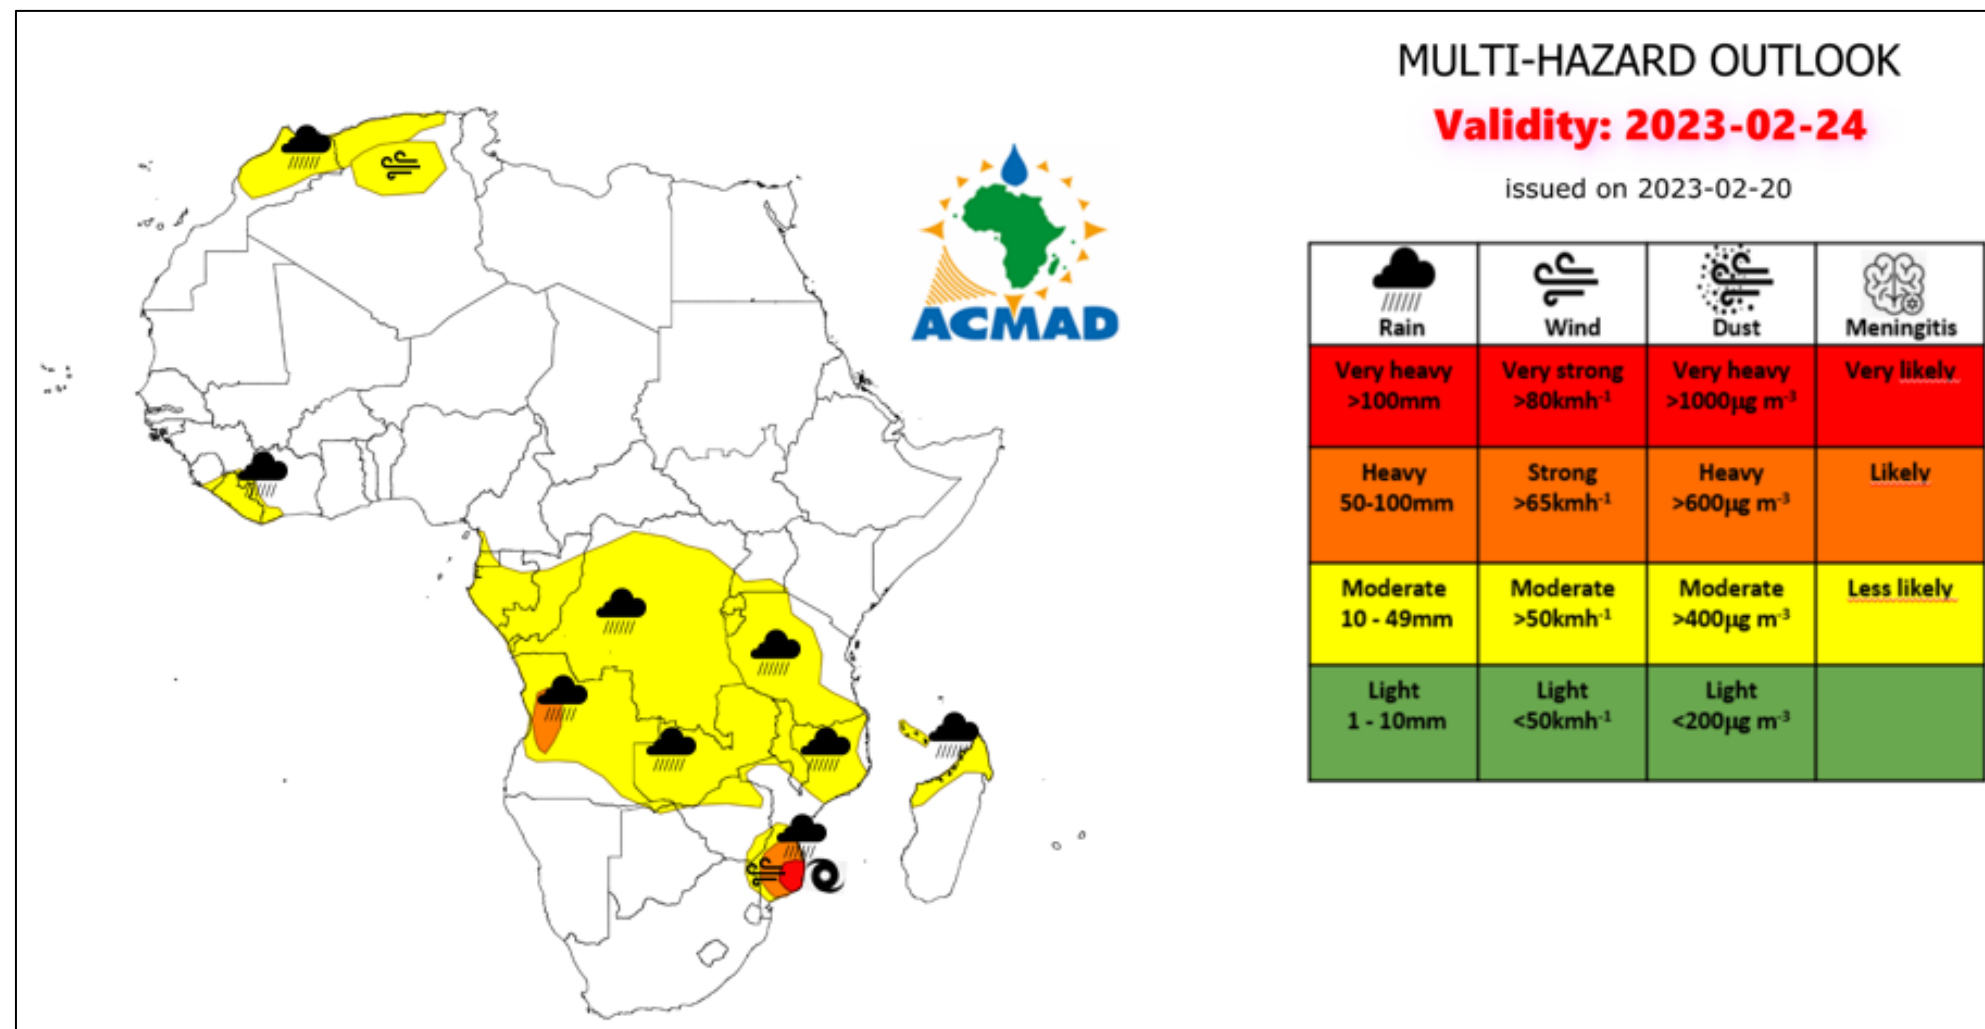 MULTI-HAZARD OUTLOOK
Validity: 2023-02-24
issued on 2023-02-20
ACMAD
Rain Wind Dust Meningitis
Very heavy Very strong Very heavy Very likely
>100mm >80kmh⁻¹ >1000µg m⁻³
Heavy Strong Heavy Likely
50-100mm >65kmh⁻¹ >600µg m⁻³
Moderate Moderate Moderate Less likely
10 - 49mm >50kmh⁻¹ >400µg m⁻³
Light Light Light
1 - 10mm <50kmh⁻¹ <200µg m⁻³